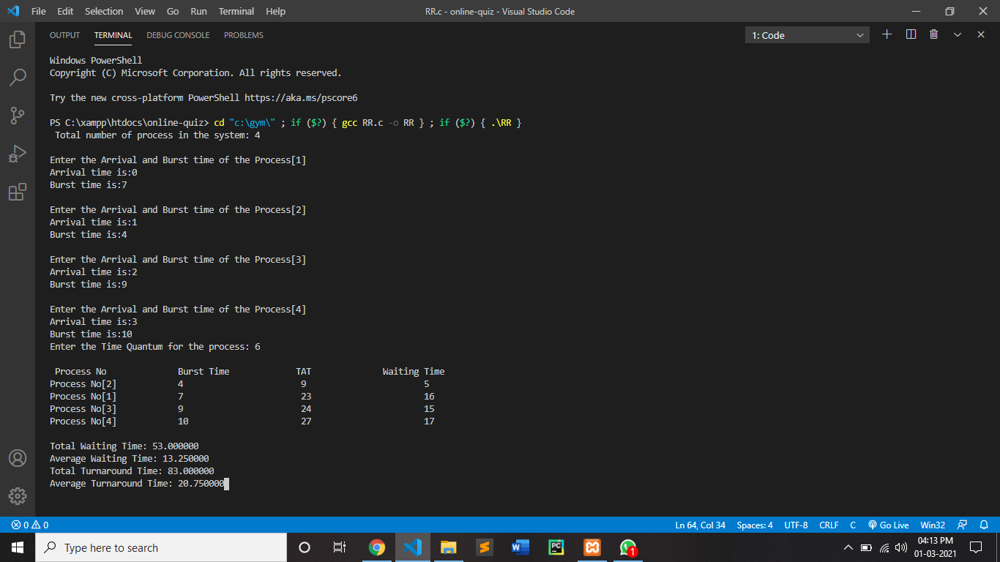 File Edit Selection View Go Run Terminal Help RR.c - online-quiz - Visual Studio Code
OUTPUT TERMINAL DEBUG CONSOLE PROBLEMS 1: Code
Windows PowerShell
Copyright (C) Microsoft Corporation. All rights reserved.
Try the new cross-platform PowerShell https://aka.ms/pscore6
PS C:\xampp\htdocs\online-quiz> cd "c:\gym\" ; if ($?) { gcc RR.c -o RR } ; if ($?) { .\RR }
Total number of process in the system: 4
Enter the Arrival and Burst time of the Process[1]
Arrival time is:0
Burst time is:7
Enter the Arrival and Burst time of the Process[2]
Arrival time is:1
Burst time is:4
Enter the Arrival and Burst time of the Process[3]
Arrival time is:2
Burst time is:9
Enter the Arrival and Burst time of the Process[4]
Arrival time is:3
Burst time is:10
Enter the Time Quantum for the process: 6
Process No Burst Time TAT Waiting Time
Process No[2] 4 9 5
Process No[1] 7 23 16
Process No[3] 9 24 15
Process No[4] 10 27 17
Total Waiting Time: 53.000000
Average Waiting Time: 13.250000
Total Turnaround Time: 83.000000
Average Turnaround Time: 20.750000
0 0 Ln 64, Col 34 Spaces: 4 UTF-8 CRLF C Go Live Win32
Type here to search W PC 1 04:13 PM
01-03-2021